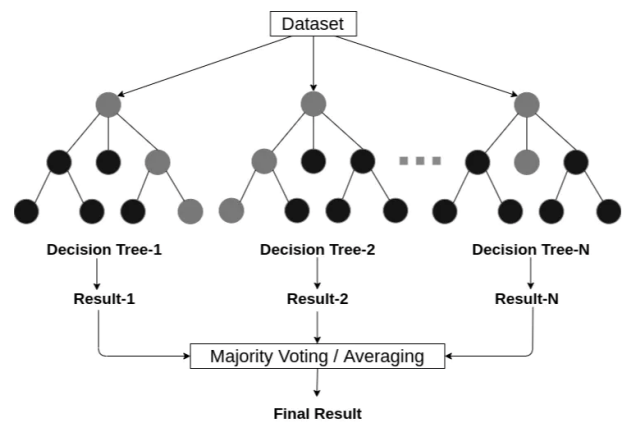 Dataset
Decision Tree-1
Decision Tree-2
Decision Tree-N
Result-1
Result-2
Result-N
Majority Voting / Averaging
Final Result